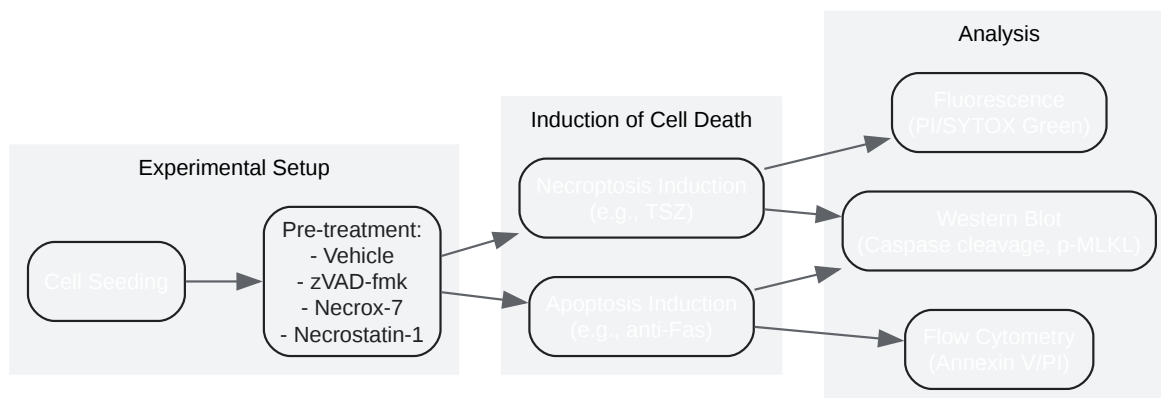 Experimental Setup
Cell Seeding
Pre-treatment:
- Vehicle
- zVAD-fmk
- Necrox-7
- Necrostatin-1
Induction of Cell Death
Necroptosis Induction
(e.g., TSZ)
Apoptosis Induction
(e.g., anti-Fas)
Analysis
Fluorescence
(PI/SYTOX Green)
Western Blot
(Caspase cleavage, p-MLKL)
Flow Cytometry
(Annexin V/PI)